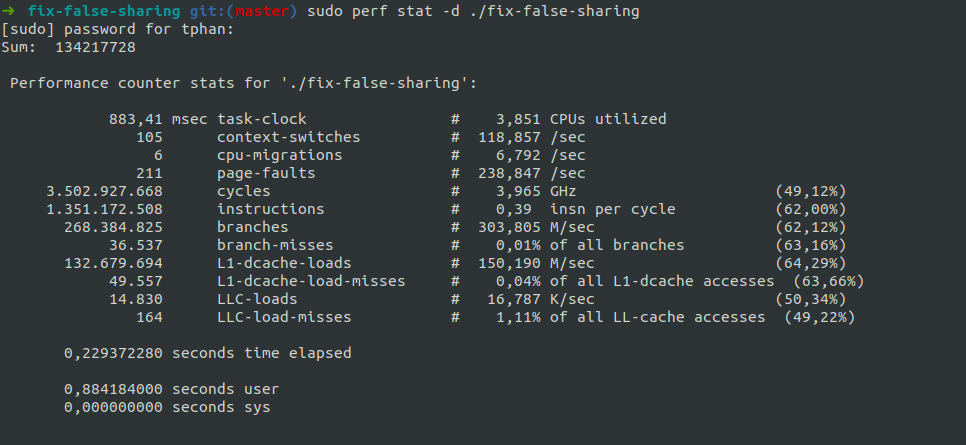 ➜ fix-false-sharing git:(master) sudo perf stat -d ./fix-false-sharing
[sudo] password for tphan:
Sum:  134217728
Performance counter stats for './fix-false-sharing':
883,41 msec task-clock # 3,851 CPUs utilized
105 context-switches # 118,857 /sec
6 cpu-migrations # 6,792 /sec
211 page-faults # 238,847 /sec
3.502.927.668 cycles # 3,965 GHz (49,12%)
1.351.172.508 instructions # 0,39 insn per cycle (62,00%)
268.384.825 branches # 303,805 M/sec (62,12%)
36.537 branch-misses # 0,01% of all branches (63,16%)
132.679.694 L1-dcache-loads # 150,190 M/sec (64,29%)
49.557 L1-dcache-load-misses # 0,04% of all L1-dcache accesses (63,66%)
14.830 LLC-loads # 16,787 K/sec (50,34%)
164 LLC-load-misses # 1,11% of all LL-cache accesses (49,22%)
0,229372280 seconds time elapsed
0,884184000 seconds user
0,000000000 seconds sys